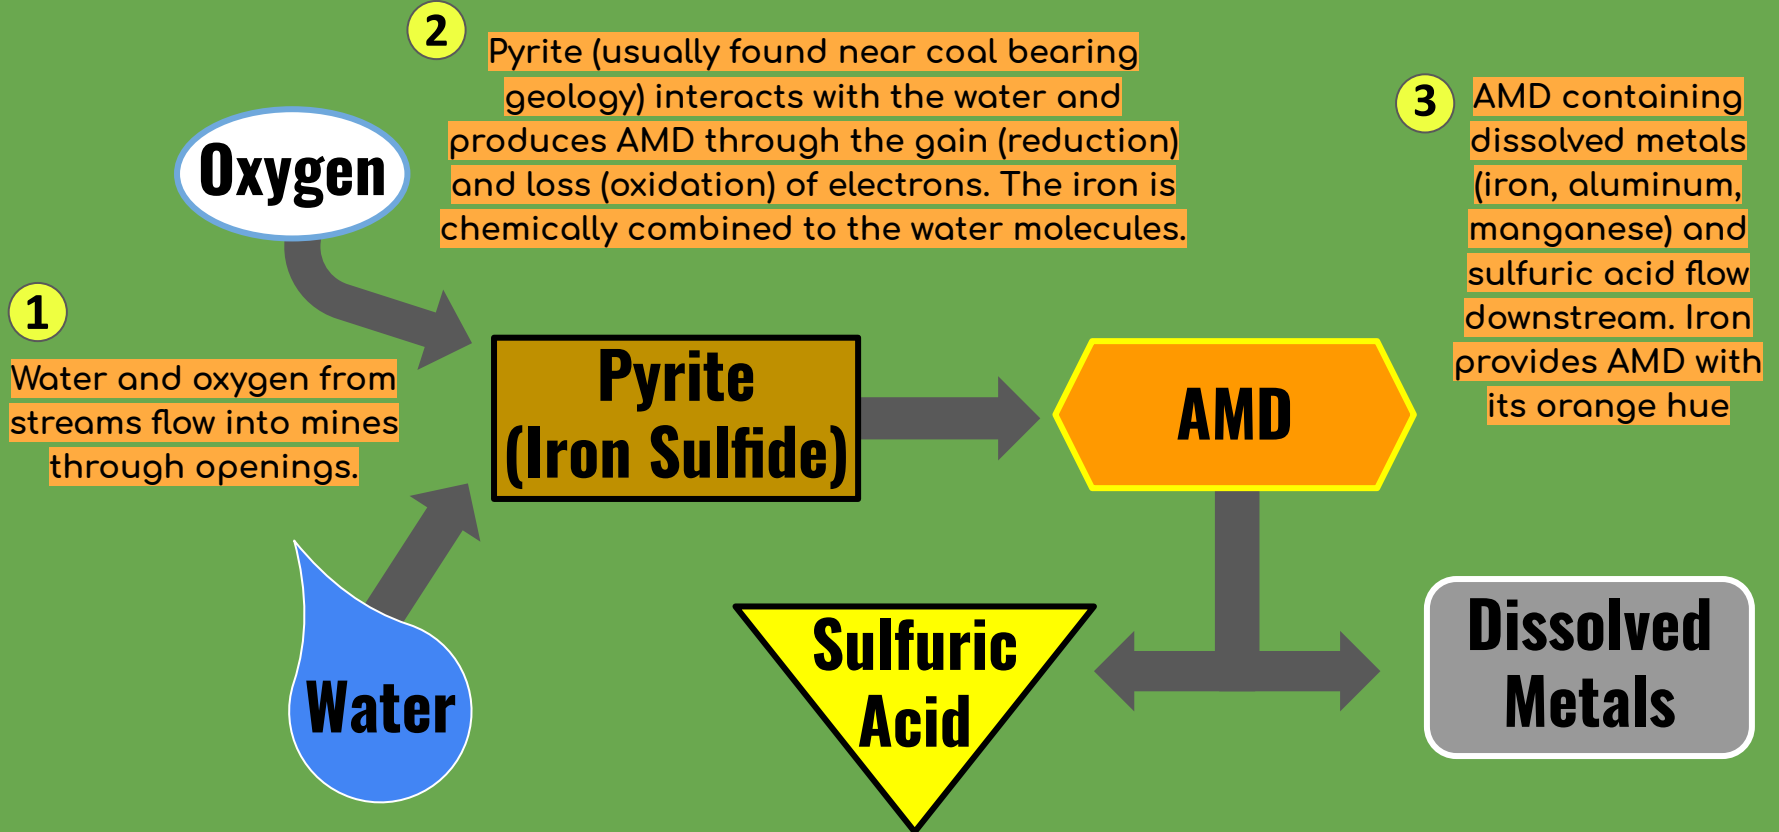 1
Water and oxygen from
streams flow into mines
through openings.
2
Pyrite (usually found near coal bearing
geology) interacts with the water and
produces AMD through the gain (reduction)
and loss (oxidation) of electrons. The iron is
chemically combined to the water molecules.
3
AMD containing
dissolved metals
(iron, aluminum,
manganese) and
sulfuric acid flow
downstream. Iron
provides AMD with
its orange hue
Oxygen
Water
Pyrite
(Iron Sulfide)
AMD
Sulfuric
Acid
Dissolved
Metals